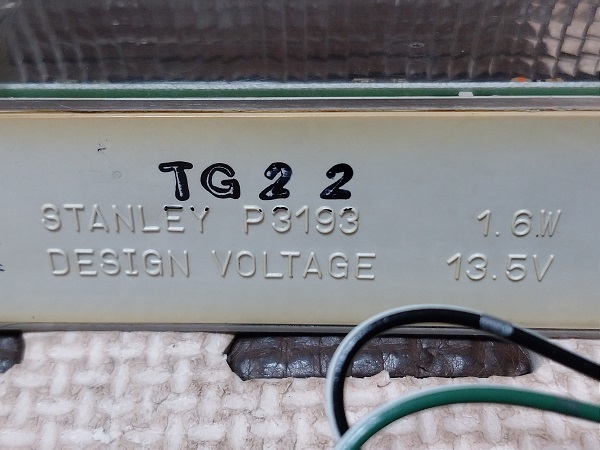 TG22
STANLEY P3193 1.6W
DESIGN VOLTAGE 13.5V